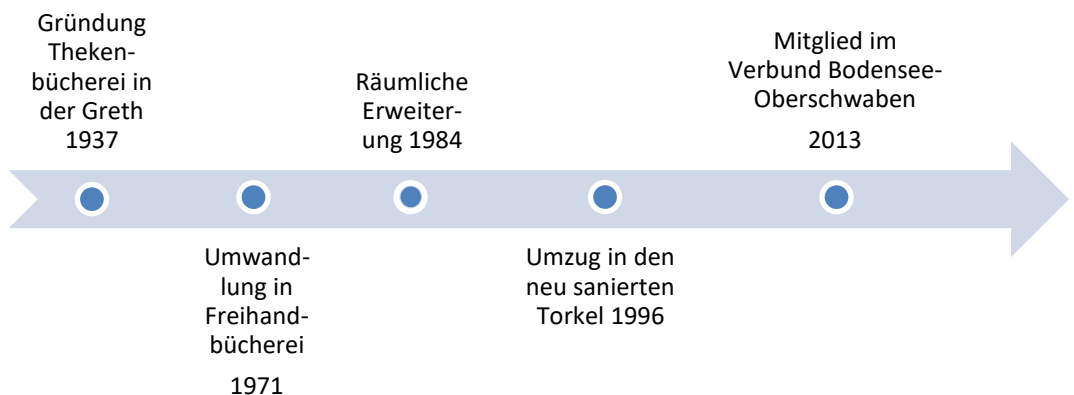 Gründung
Theken-
bücherei in
der Greth
1937
Umwand-
lung in
Freihand-
bücherei
1971
Räumliche
Erweiter-
ung 1984
Umzug in den
neu sanierten
Torkel 1996
Mitglied im
Verbund Bodensee-
Oberschwaben
2013